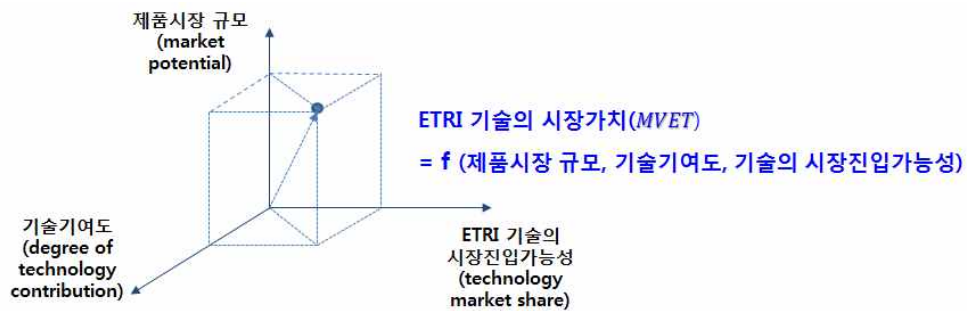 제품시장 규모
(market
potential)
ETRI 기술의 시장가치(MVET)
= f (제품시장 규모, 기술기여도, 기술의 시장진입가능성)
기술기여도
(degree of
technology
contribution)
ETRI 기술의
시장진입가능성
(technology
market share)